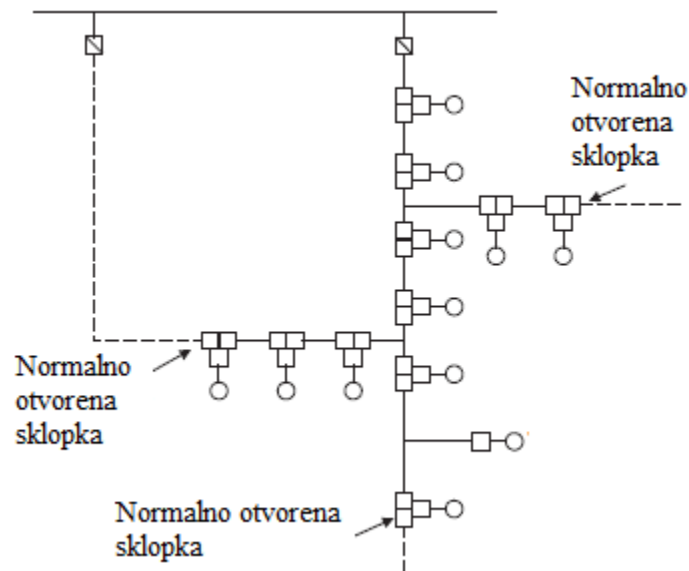 Normalno
otvorena
sklopka
Normalno
otvorena
sklopka
Normalno otvorena
sklopka